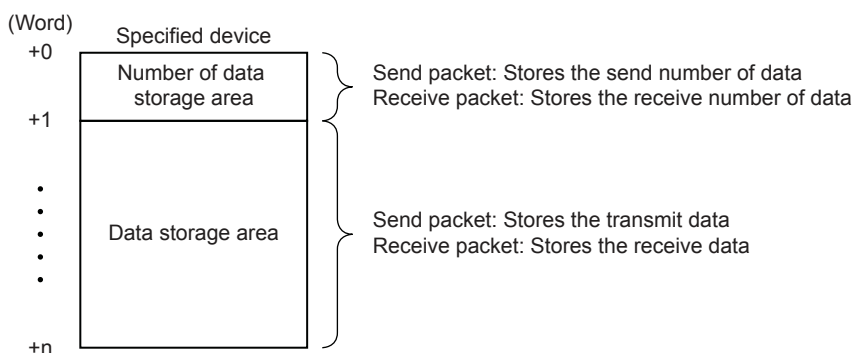 (Word)
Specified device
+0
Number of data
storage area
Send packet: Stores the send number of data
Receive packet: Stores the receive number of data
+1
Data storage area
Send packet: Stores the transmit data
Receive packet: Stores the receive data
+n